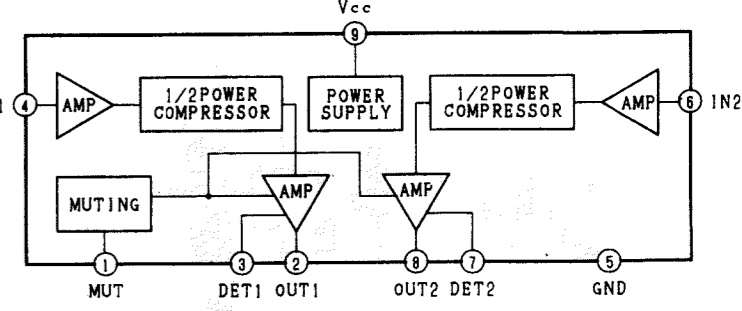 Vcc
9
4
AMP
1/2POWER
COMPRESSOR
POWER
SUPPLY
1/2POWER
COMPRESSOR
AMP
6
IN2
MUTING
AMP
AMP
1
3
2
8
7
5
MUT
DET1
OUT1
OUT2
DET2
GND